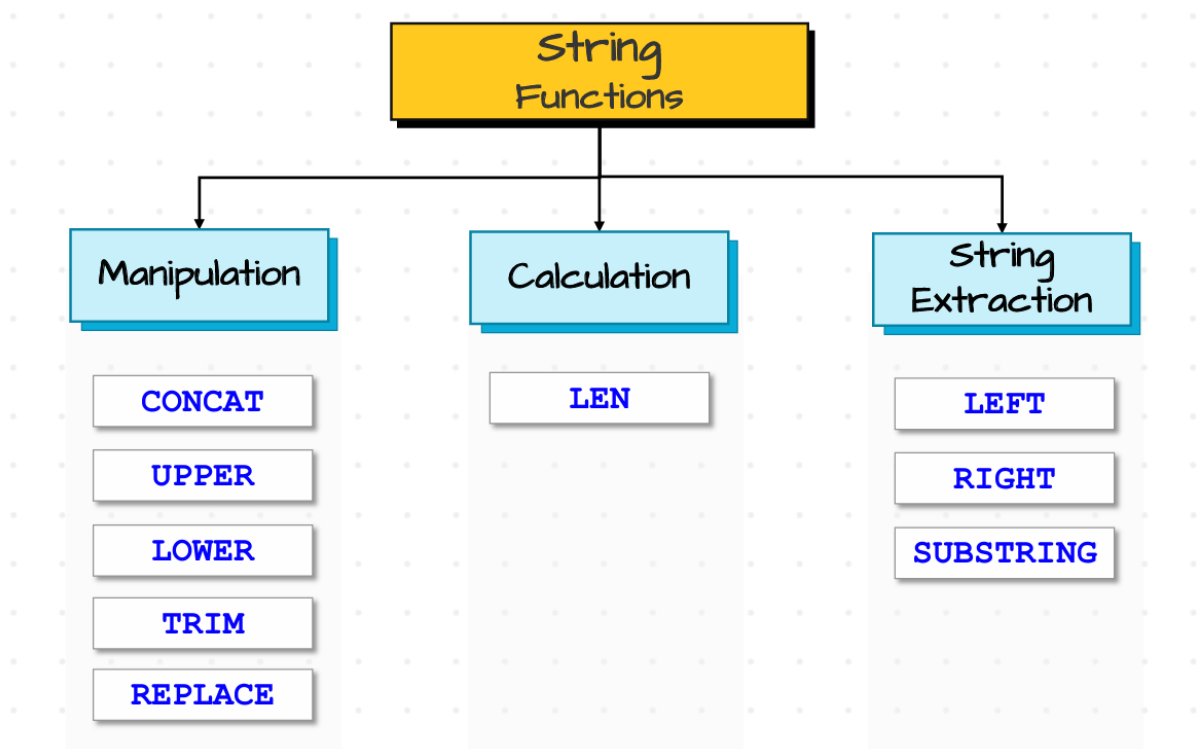 String
Functions
Manipulation
CONCAT
UPPER
LOWER
TRIM
REPLACE
Calculation
LEN
String
Extraction
LEFT
RIGHT
SUBSTRING